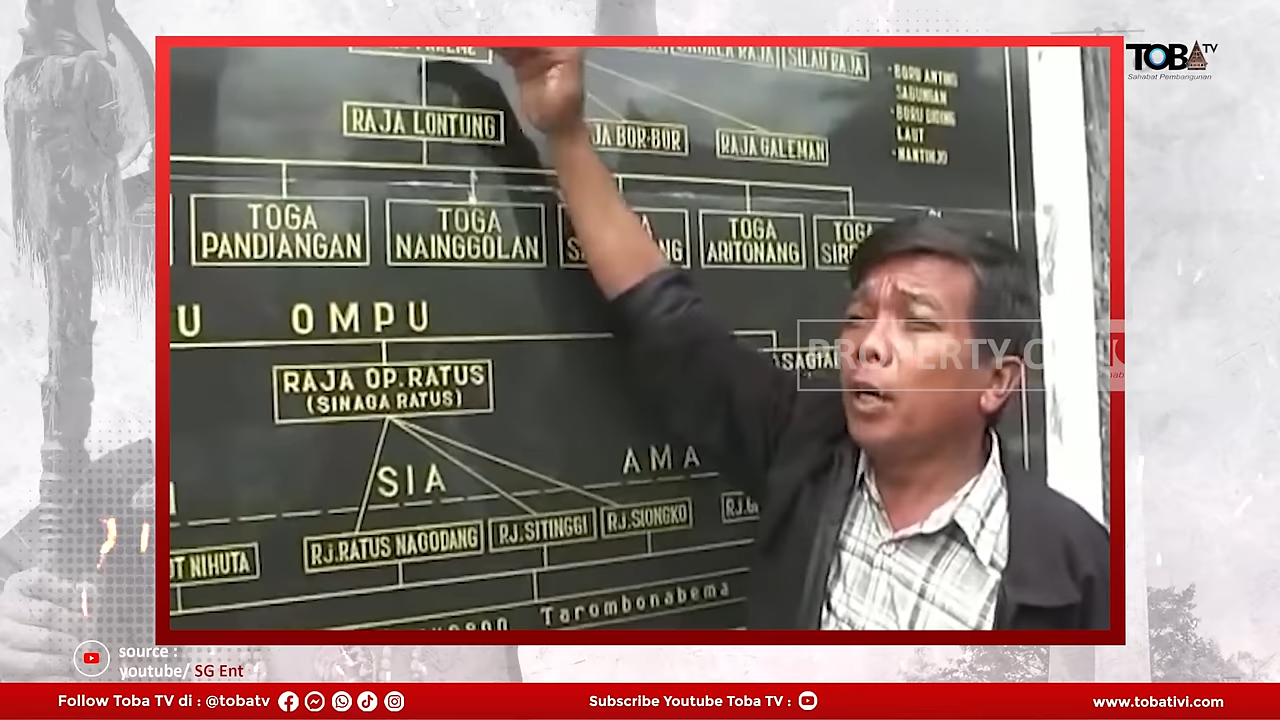 TOBA TV
Sahabat Pembangunan
SILAU RAJA
- BORU ANTING
SABUNGAN
- BORU BIDING
LAUT
- NANTINJO
RAJA LONTUNG
JA BOR-BOR
RAJA GALEMAN
TOGA
PANDIANGAN
TOGA
NAINGGOLAN
TOGA
ARITONANG
TOGA
U OMPU
RAJA OP.RATUS
(SINAGA RATUS)
PROPERTY O
SIA
AMA
OT NIHUTA
RJ.RATUS NAGODANG
RJ.SITINGGI
RJ.SIONGKO
Tarombonabema
source :
youtube/ SG Ent
Follow Toba TV di : @tobatv
Subscribe Youtube Toba TV :
www.tobativi.com